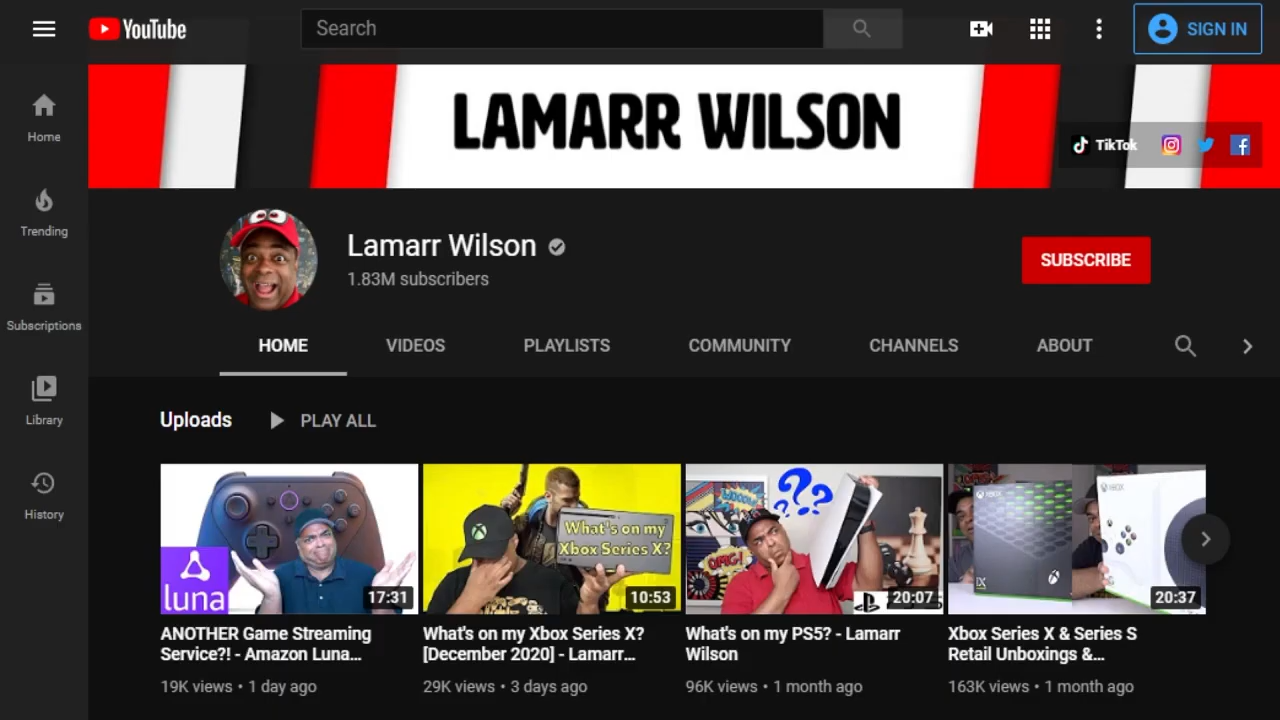 YouTube
Search
SIGN IN
Home
Trending
Subscriptions
Library
History
LAMARR WILSON
TikTok
Lamarr Wilson
1.83M subscribers
SUBSCRIBE
HOME VIDEOS PLAYLISTS COMMUNITY CHANNELS ABOUT
Uploads PLAY ALL
luna
17:31
What's on my
Xbox Series X?
10:53
??
OMG!
20:07
XBOX
XBOX
20:37
ANOTHER Game Streaming
Service?! - Amazon Luna...
19K views • 1 day ago
What's on my Xbox Series X?
[December 2020] - Lamarr...
29K views • 3 days ago
What's on my PS5? - Lamarr
Wilson
96K views • 1 month ago
Xbox Series X & Series S
Retail Unboxings &...
163K views • 1 month ago